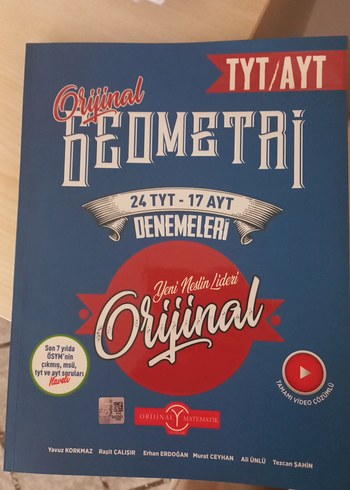 TYT/AYT
Orijinal
GEOMETRİ
24 TYT - 17 AYT
DENEMELERİ
Yeni Neslin Lideri
Orijinal
Son 7 yılda
ÖSYM'nin
çıkmış, msü,
tyt ve ayt soruları
İlaveli
TAMAMI VIDEO ÇÖZÜMLÜ
ORİJİNAL MATEMATİK
Yavuz KORKMAZ Raşit ÇALIŞIR Erhan ERDOĞAN Murat CEYHAN Ali ÜNLÜ Tezcan ŞAHİN